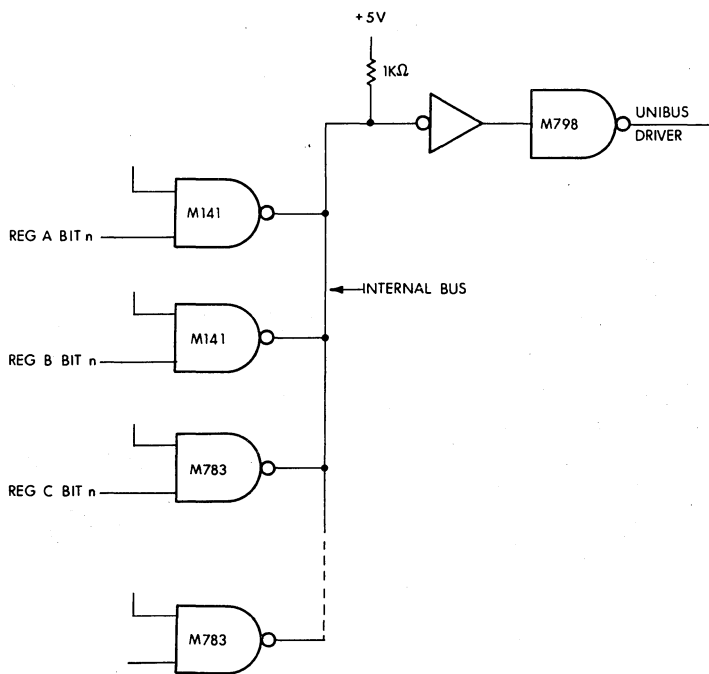 +5V
1KΩ
M798
UNIBUS
DRIVER
M141
REG A BIT n
INTERNAL BUS
M141
REG B BIT n
M783
REG C BIT n
M783